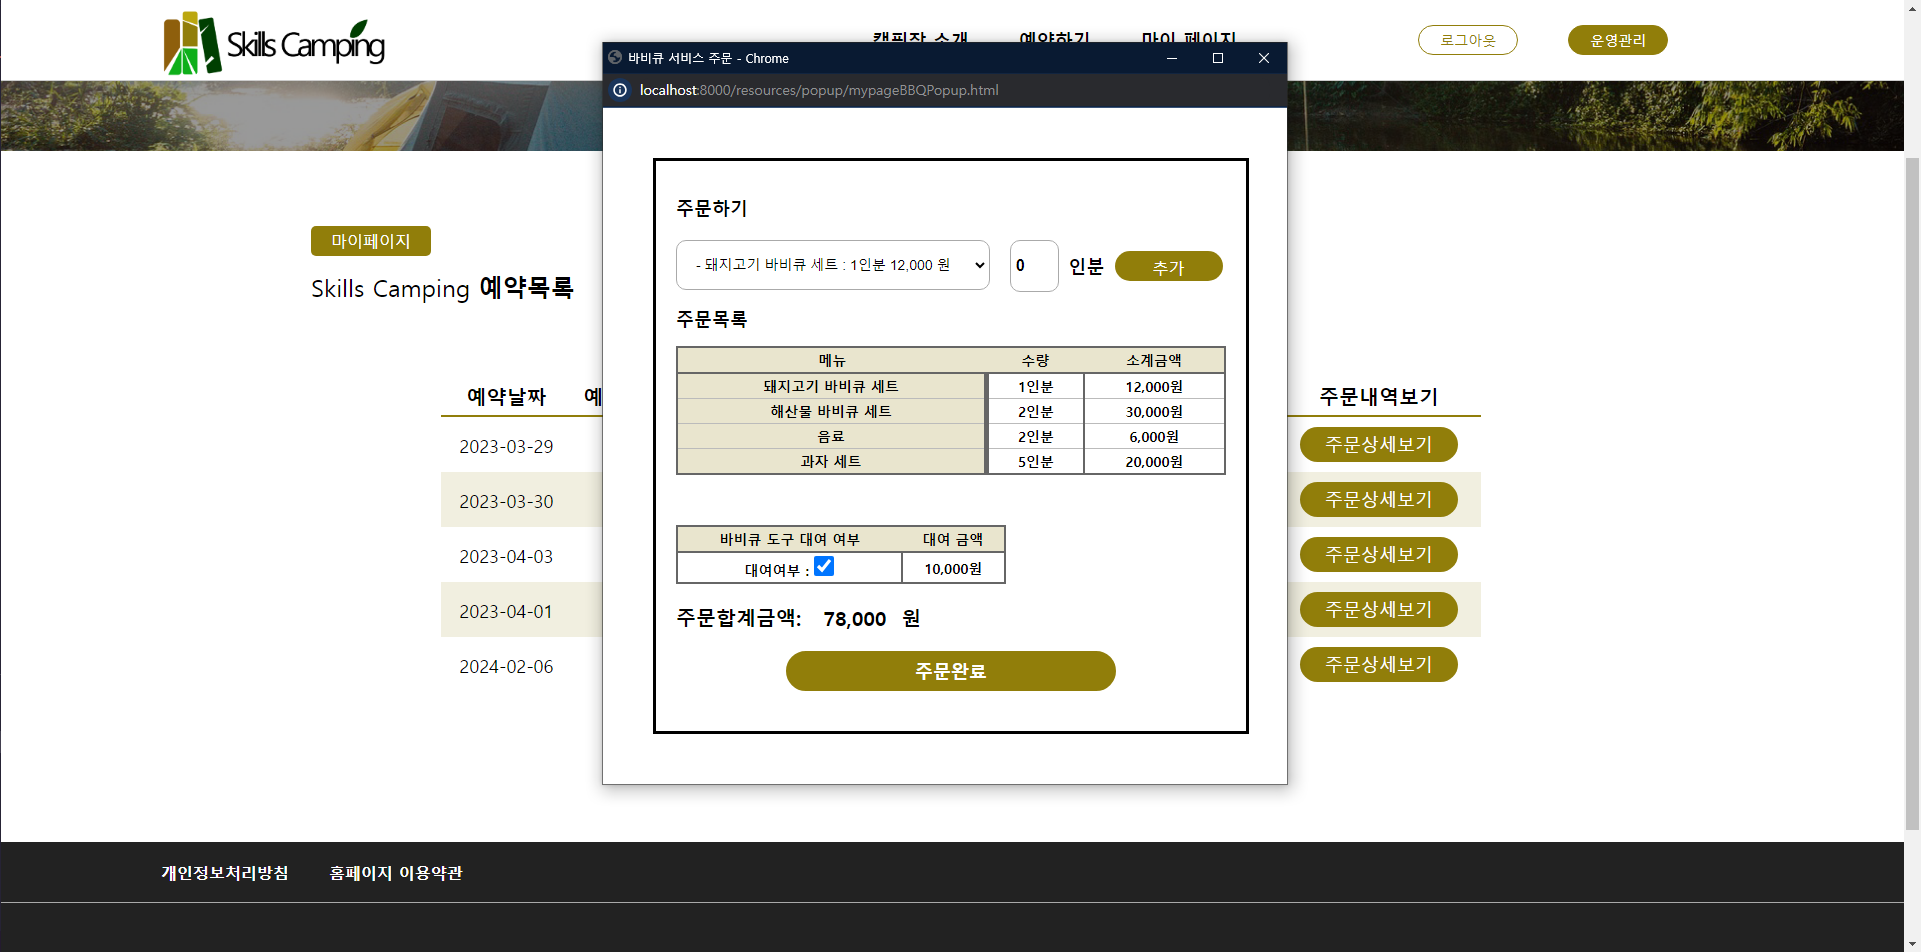 Skills Camping
캠핑장 소개 예약하기 마이 페이지
로그아웃
운영관리
바비큐 서비스 주문 - Chrome
localhost:8000/resources/popup/mypageBBQPopup.html
마이페이지
Skills Camping 예약목록
예약날짜 예
주문내역보기
2023-03-29
주문상세보기
2023-03-30
주문상세보기
2023-04-03
주문상세보기
2023-04-01
주문상세보기
2024-02-06
주문상세보기
주문하기
- 돼지고기 바비큐 세트 : 1인분 12,000 원
0 인분 추가
주문목록
메뉴 수량 소계금액
돼지고기 바비큐 세트 1인분 12,000원
해산물 바비큐 세트 2인분 30,000원
음료 2인분 6,000원
과자 세트 5인분 20,000원
바비큐 도구 대여 여부 대여 금액
대여여부 : 10,000원
주문합계금액: 78,000 원
주문완료
개인정보처리방침 홈페이지 이용약관